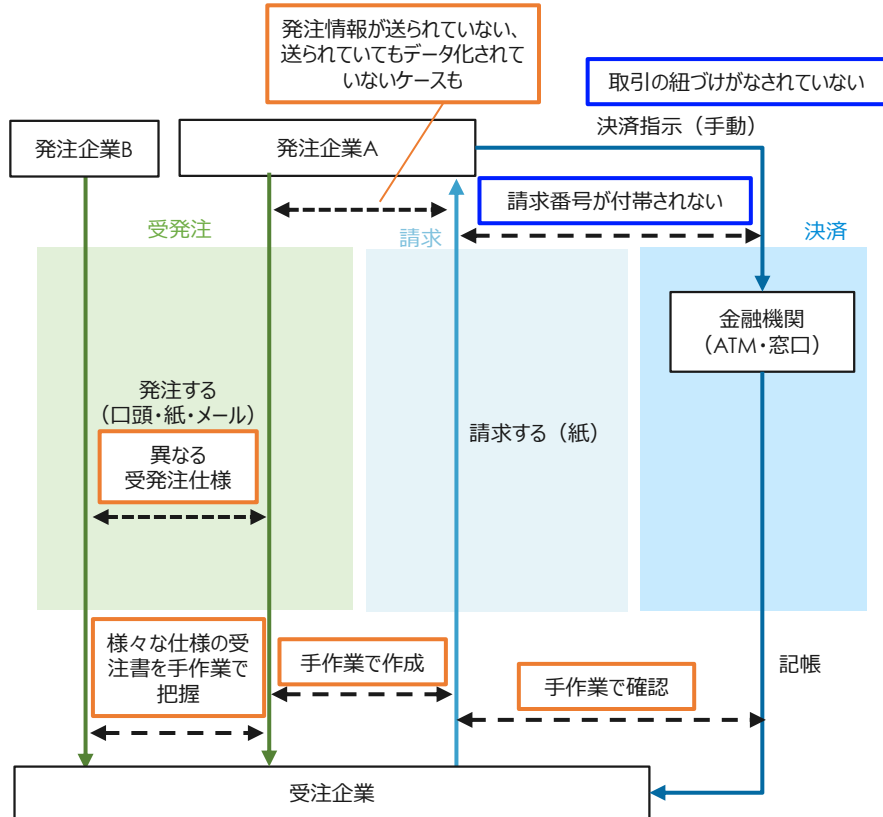 発注情報が送られていない、
送られていてもデータ化されて
いないケースも
取引の紐づけがなされていない
決済指示（手動）
発注企業B
発注企業A
請求番号が付帯されない
受発注
請求
決済
金融機関
（ATM・窓口）
発注する
（口頭・紙・メール）
異なる
受発注仕様
請求する（紙）
様々な仕様の受
注書を手作業で
把握
手作業で作成
手作業で確認
記帳
受注企業